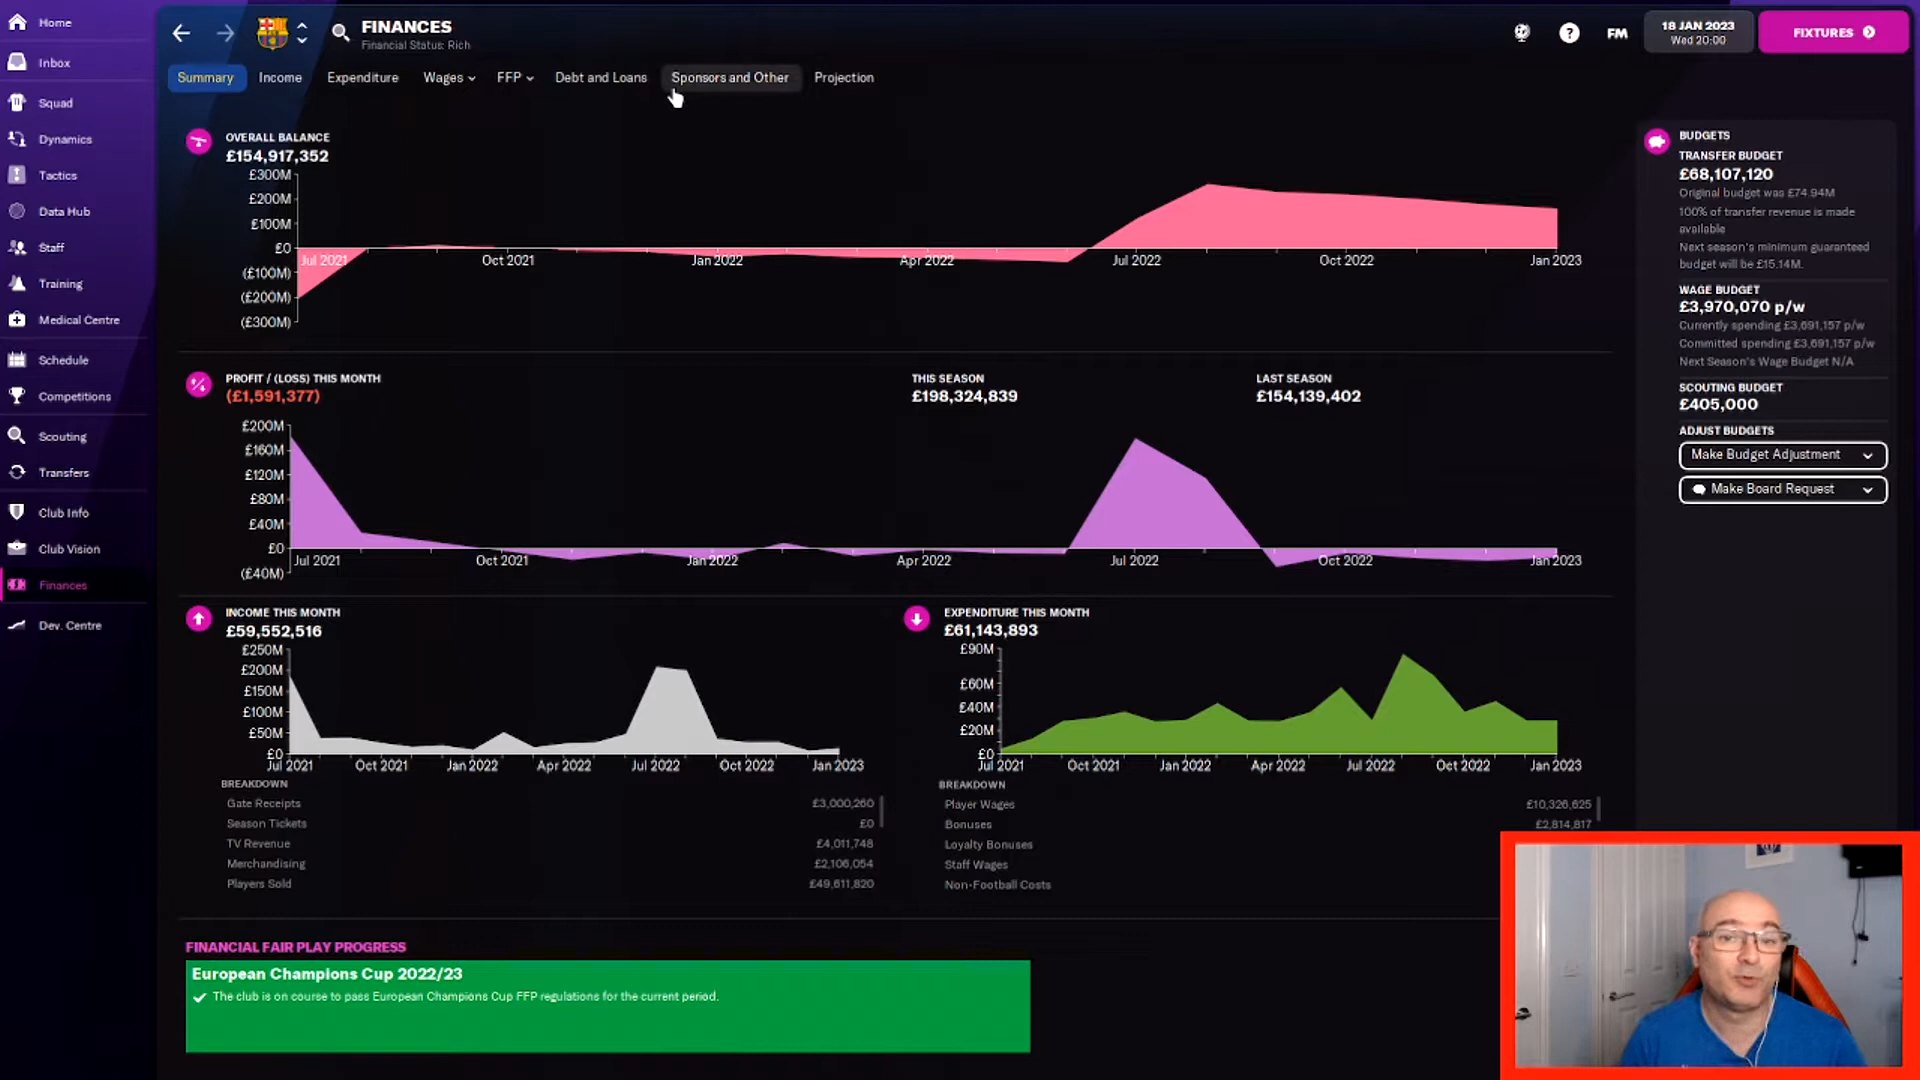 Home
Inbox
Squad
Dynamics
Tactics
Data Hub
Staff
Training
Medical Centre
Schedule
Competitions
Scouting
Transfers
Club Info
Club Vision
Finances
Dev. Centre
FINANCES
Financial Status: Rich
FM
18 JAN 2023
Wed 20:00
FIXTURES
Summary Income Expenditure Wages FFP Debt and Loans Sponsors and Other Projection
OVERALL BALANCE
£154,917,352
£300M
£200M
£100M
£0
(£100M)
(£200M)
(£300M)
Jul 2021 Oct 2021 Jan 2022 Apr 2022 Jul 2022 Oct 2022 Jan 2023
PROFIT / (LOSS) THIS MONTH
(£1,591,377)
THIS SEASON
£198,324,839
LAST SEASON
£154,139,402
£200M
£160M
£120M
£80M
£40M
£0
(£40M)
Jul 2021 Oct 2021 Jan 2022 Apr 2022 Jul 2022 Oct 2022 Jan 2023
INCOME THIS MONTH
£59,552,516
£250M
£200M
£150M
£100M
£50M
£0
Jul 2021 Oct 2021 Jan 2022 Apr 2022 Jul 2022 Oct 2022 Jan 2023
BREAKDOWN
Gate Receipts £3,000,260
Season Tickets £0
TV Revenue £4,011,748
Merchandising £2,106,054
Players Sold £49,611,820
EXPENDITURE THIS MONTH
£61,143,893
£90M
£60M
£40M
£20M
£0
Jul 2021 Oct 2021 Jan 2022 Apr 2022 Jul 2022 Oct 2022 Jan 2023
BREAKDOWN
Player Wages £10,326,625
Bonuses £2,814,817
Loyalty Bonuses
Staff Wages
Non-Football Costs
FINANCIAL FAIR PLAY PROGRESS
European Champions Cup 2022/23
The club is on course to pass European Champions Cup FFP regulations for the current period.
BUDGETS
TRANSFER BUDGET
£68,107,120
Original budget was £74.94M
100% of transfer revenue is made
available
Next season's minimum guaranteed
budget will be £15.14M.
WAGE BUDGET
£3,970,070 p/w
Currently spending £3,691,157 p/w
Committed spending £3,691,157 p/w
Next Season's Wage Budget N/A
SCOUTING BUDGET
£405,000
ADJUST BUDGETS
Make Budget Adjustment
Make Board Request